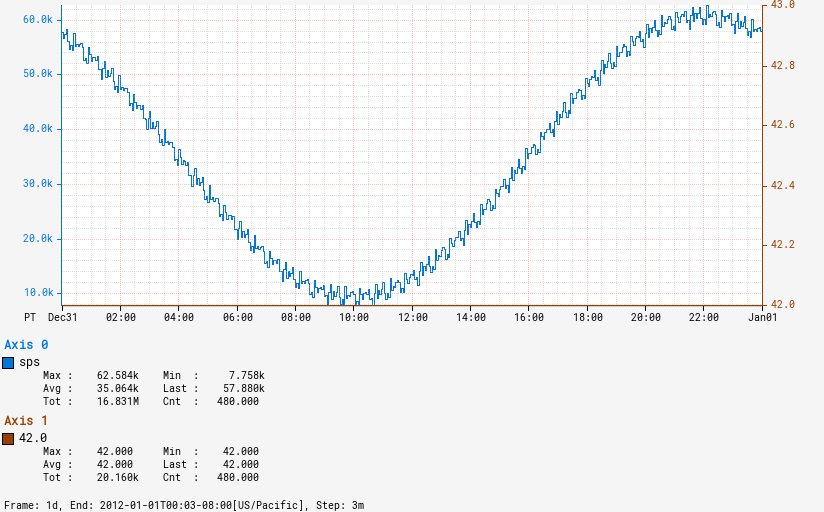 60.0k
50.0k
40.0k
30.0k
20.0k
10.0k
43.0
42.8
42.6
42.4
42.2
42.0
PT Dec31 02:00 04:00 06:00 08:00 10:00 12:00 14:00 16:00 18:00 20:00 22:00 Jan01
Axis 0
sps
Max : 62.584k Min : 7.758k
Avg : 35.064k Last : 57.880k
Tot : 16.831M Cnt : 480.000
Axis 1
42.0
Max : 42.000 Min : 42.000
Avg : 42.000 Last : 42.000
Tot : 20.160k Cnt : 480.000
Frame: 1d, End: 2012-01-01T00:03-08:00[US/Pacific], Step: 3m